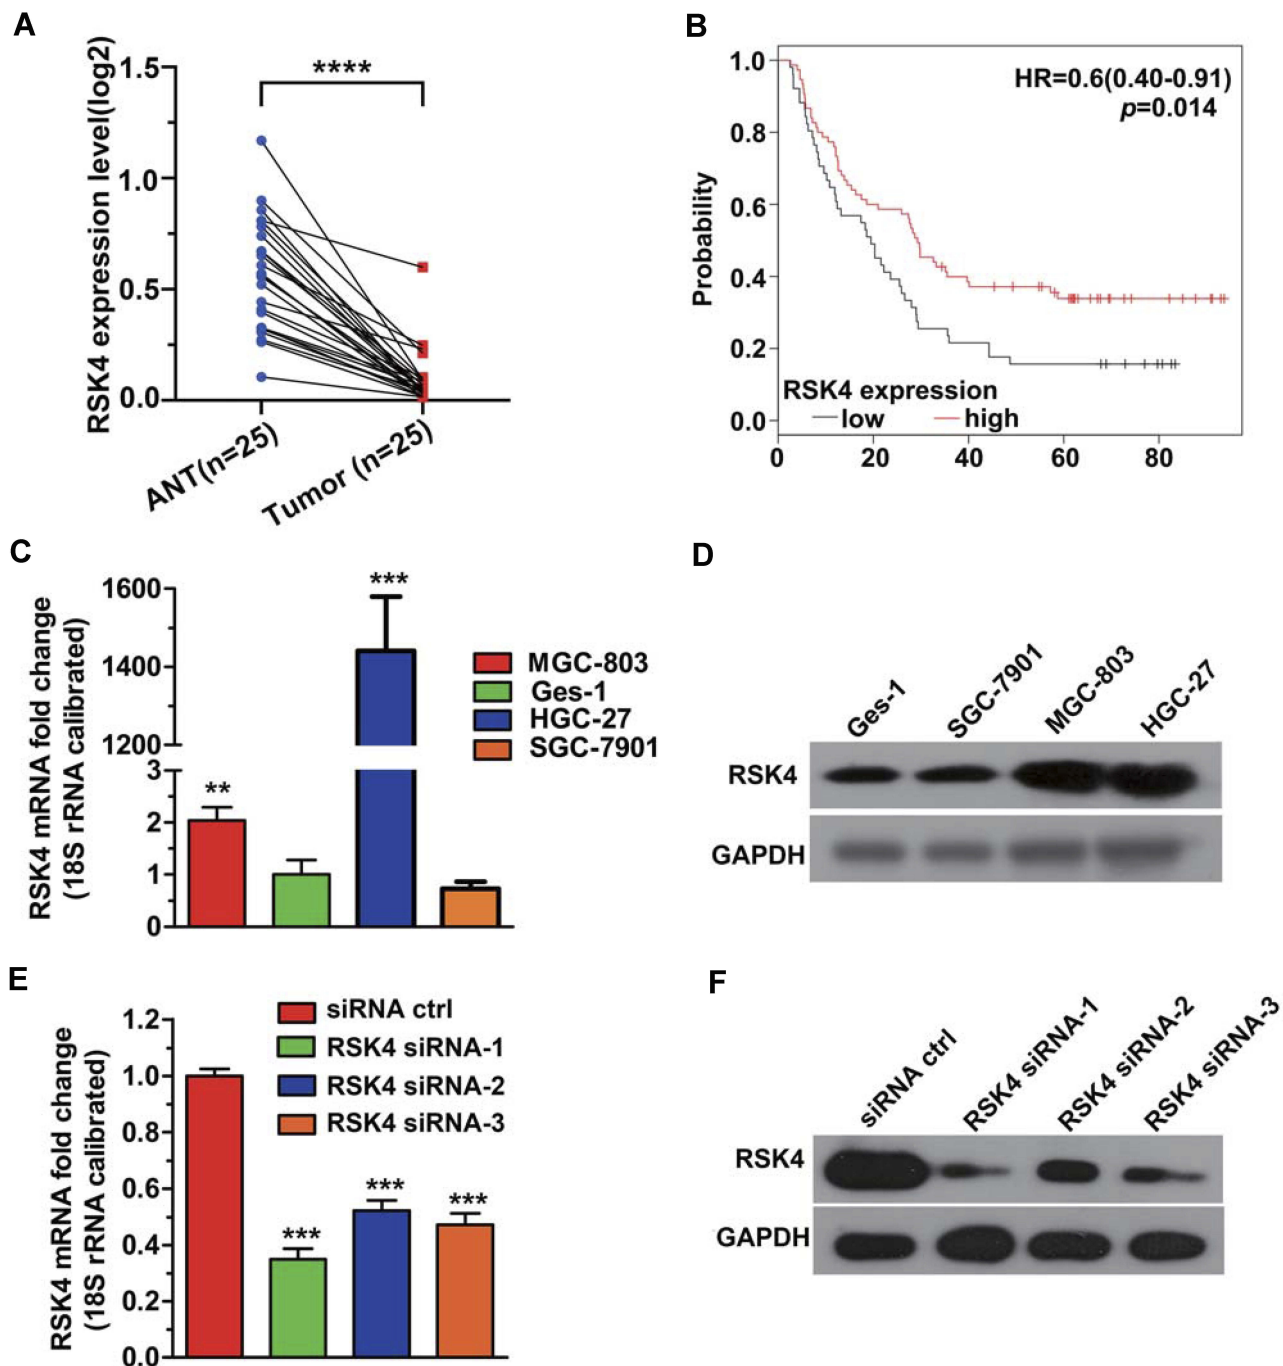 A
RSK4 expression level(log2)
1.5
1.0
0.5
0.0
****
ANT(n=25)
Tumor (n=25)
B
Probability
1.0
0.8
0.6
0.4
0.2
0.0
HR=0.6(0.40-0.91)
p=0.014
RSK4 expression
low
high
0
20
40
60
80
C
RSK4 mRNA fold change
(18S rRNA calibrated)
1600
1400
1200
3
2
1
0
**
***
MGC-803
Ges-1
HGC-27
SGC-7901
D
Ges-1
SGC-7901
MGC-803
HGC-27
RSK4
GAPDH
E
RSK4 mRNA fold change
(18S rRNA calibrated)
1.2
1.0
0.8
0.6
0.4
0.2
0.0
***
***
***
siRNA ctrl
RSK4 siRNA-1
RSK4 siRNA-2
RSK4 siRNA-3
F
siRNA ctrl
RSK4 siRNA-1
RSK4 siRNA-2
RSK4 siRNA-3
RSK4
GAPDH